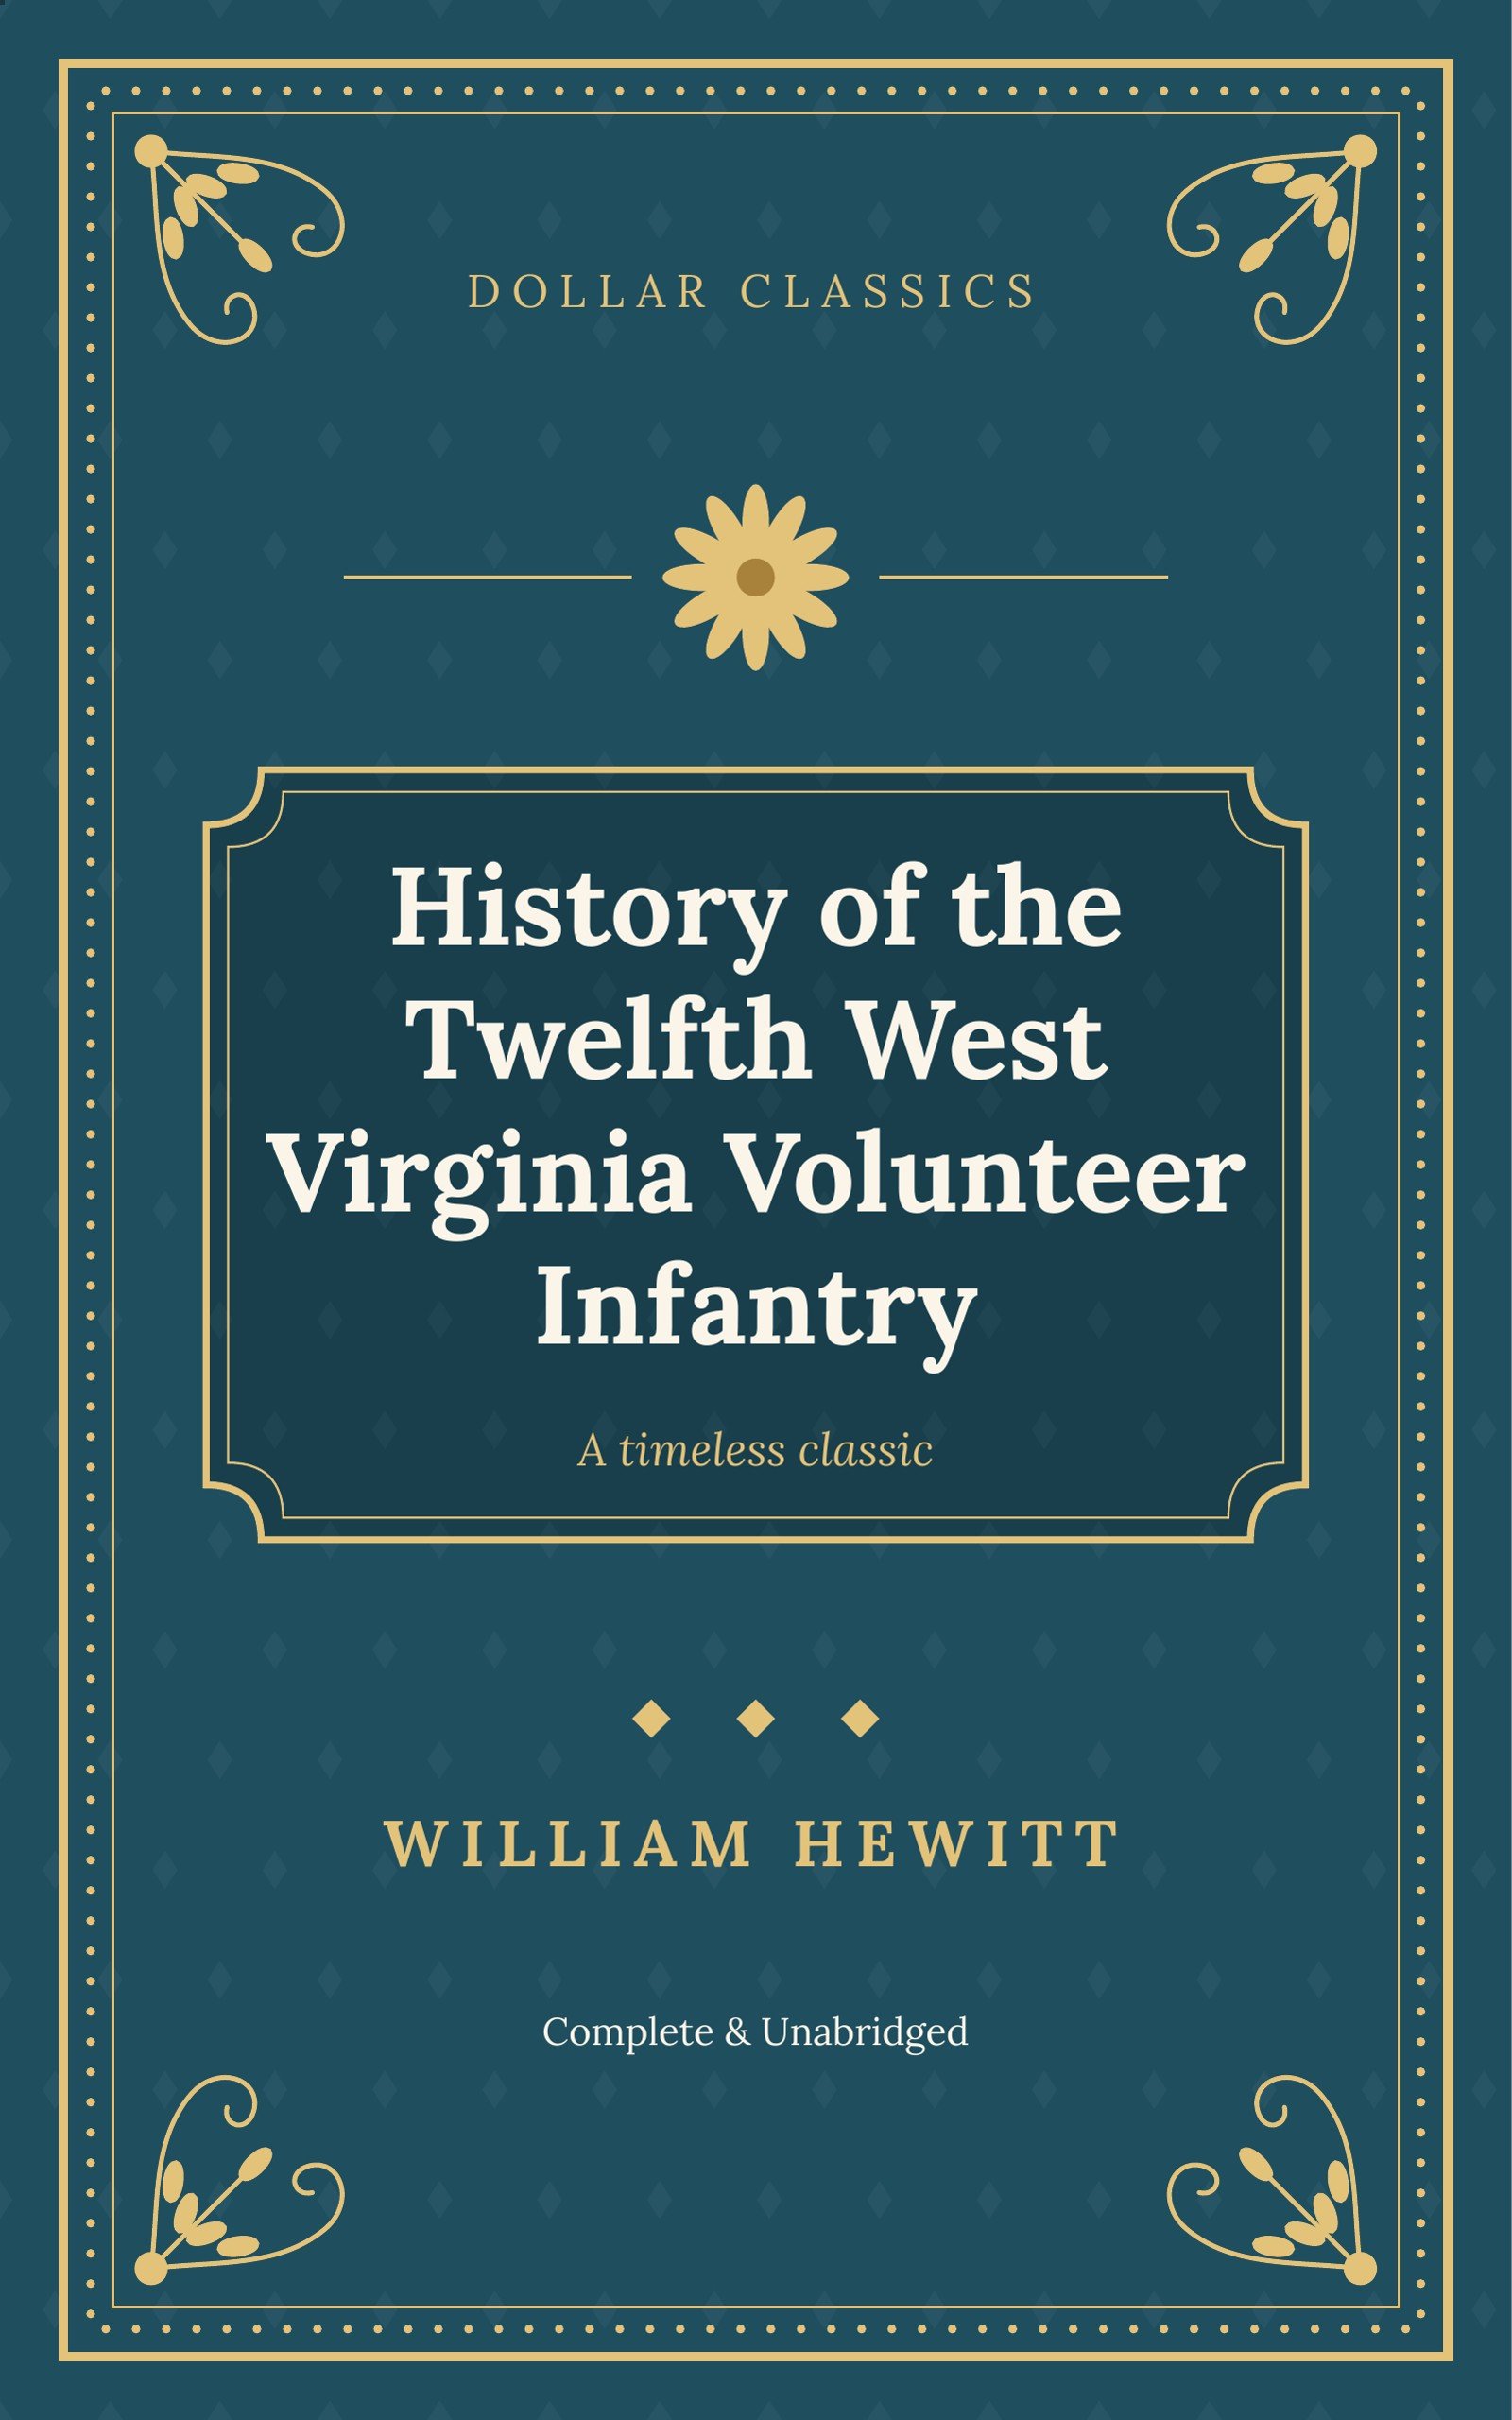 DOLLAR CLASSICS
History of the
Twelfth West
Virginia Volunteer
Infantry
A timeless classic
WILLIAM HEWITT
Complete & Unabridged